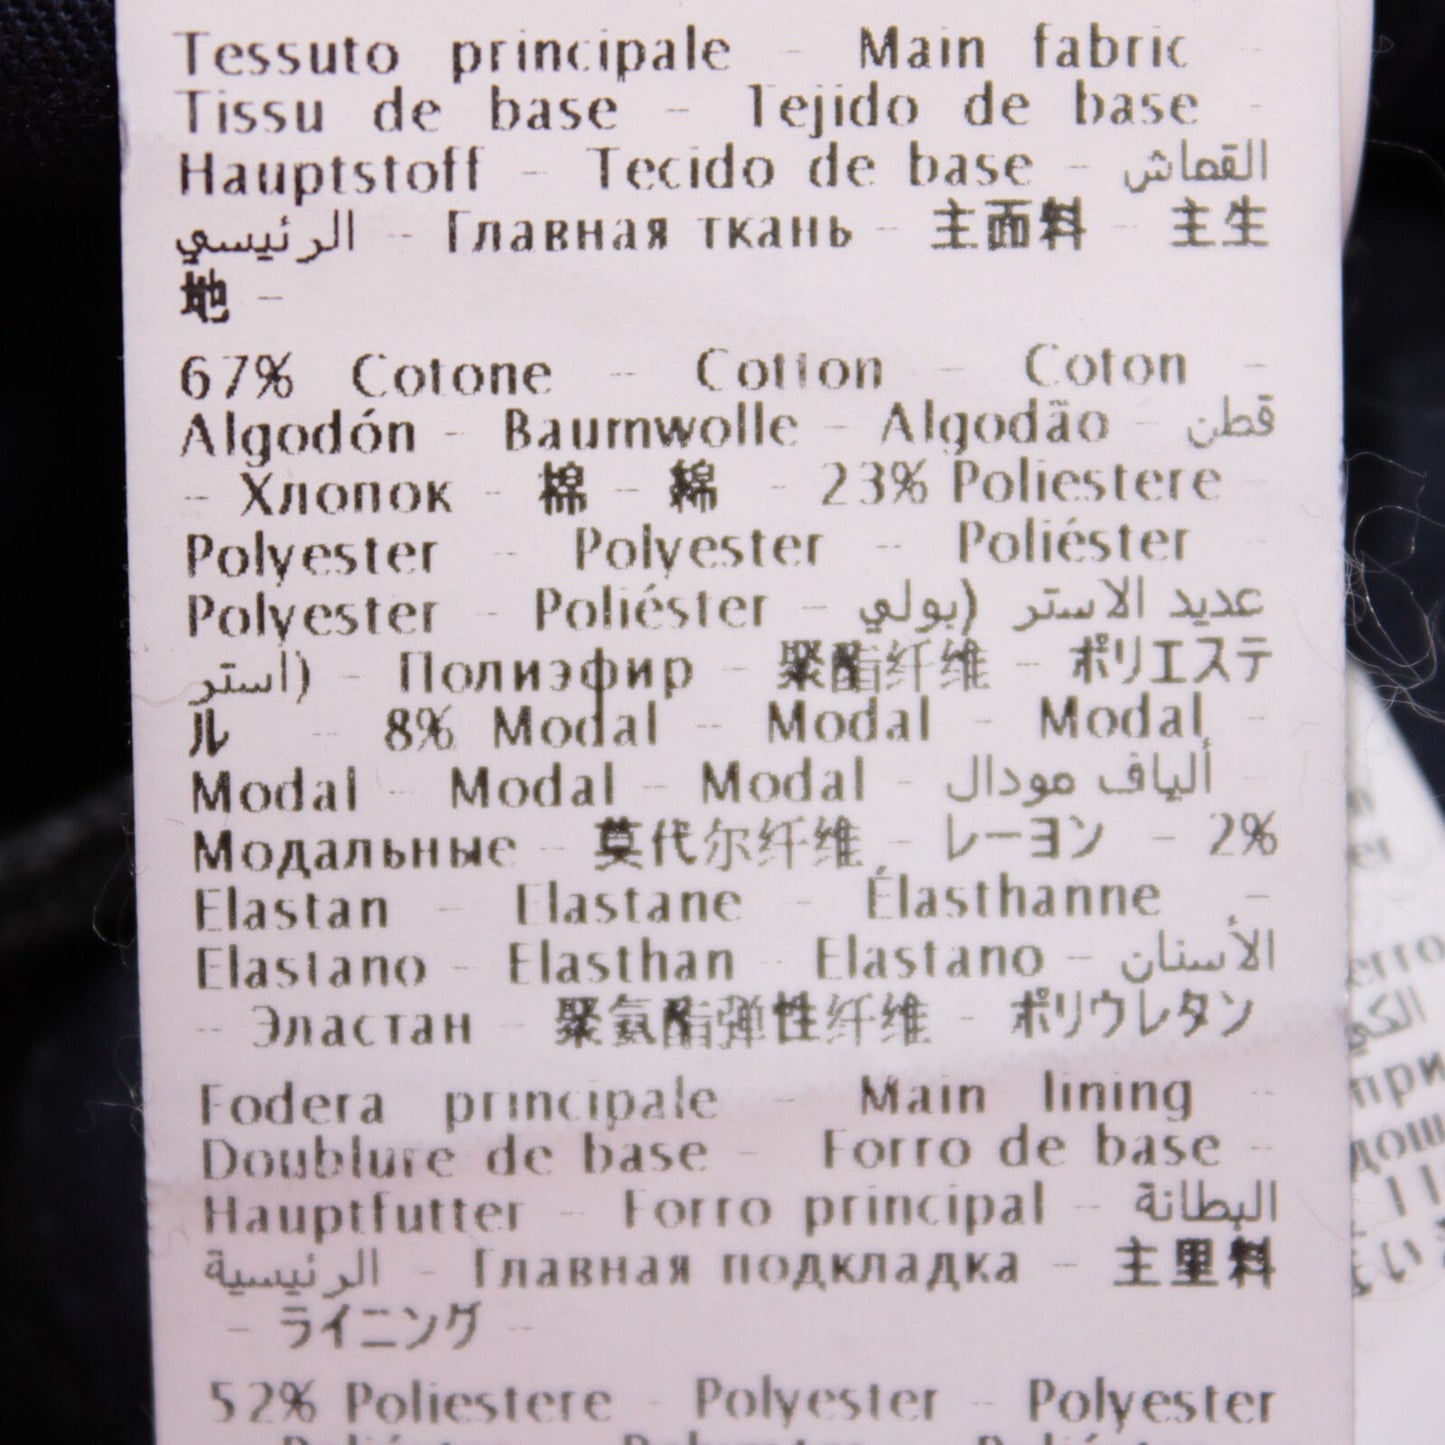 Tessuto principale - Main fabric -
Tissu de base - Tejido de base -
Hauptstoff - Tecido de base - القماش
الرئيسي - Главная ткань - 主面料 - 主生
地 -
67% Cotone - Cotton - Coton -
Algodón - Baumwolle - Algodão - قطن
- Хлопок - 棉 - 綿 - 23% Poliestere -
Polyester - Polyester - Poliéster -
Polyester - Poliéster - عديد الاستر (بولي
استر) - Полиэфир - 聚酯纤维 - ポリエステ
ル - 8% Modal - Modal - Modal -
Modal - Modal - Modal - ألياف مودال -
Модальные - 莫代尔纤维 - レーヨン - 2%
Elastan - Elastane - Élasthanne -
Elastano - Elasthan - Elastano - الأستان
- Эластан - 聚氨酯弹性纤维 - ポリウレタン
Fodera principale - Main lining -
Doublure de base - Forro de base -
Hauptfutter - Forro principal - البطانة
الرئيسية - Главная подкладка - 主里料
- ライニング -
52% Poliestere - Polyester - Polyester